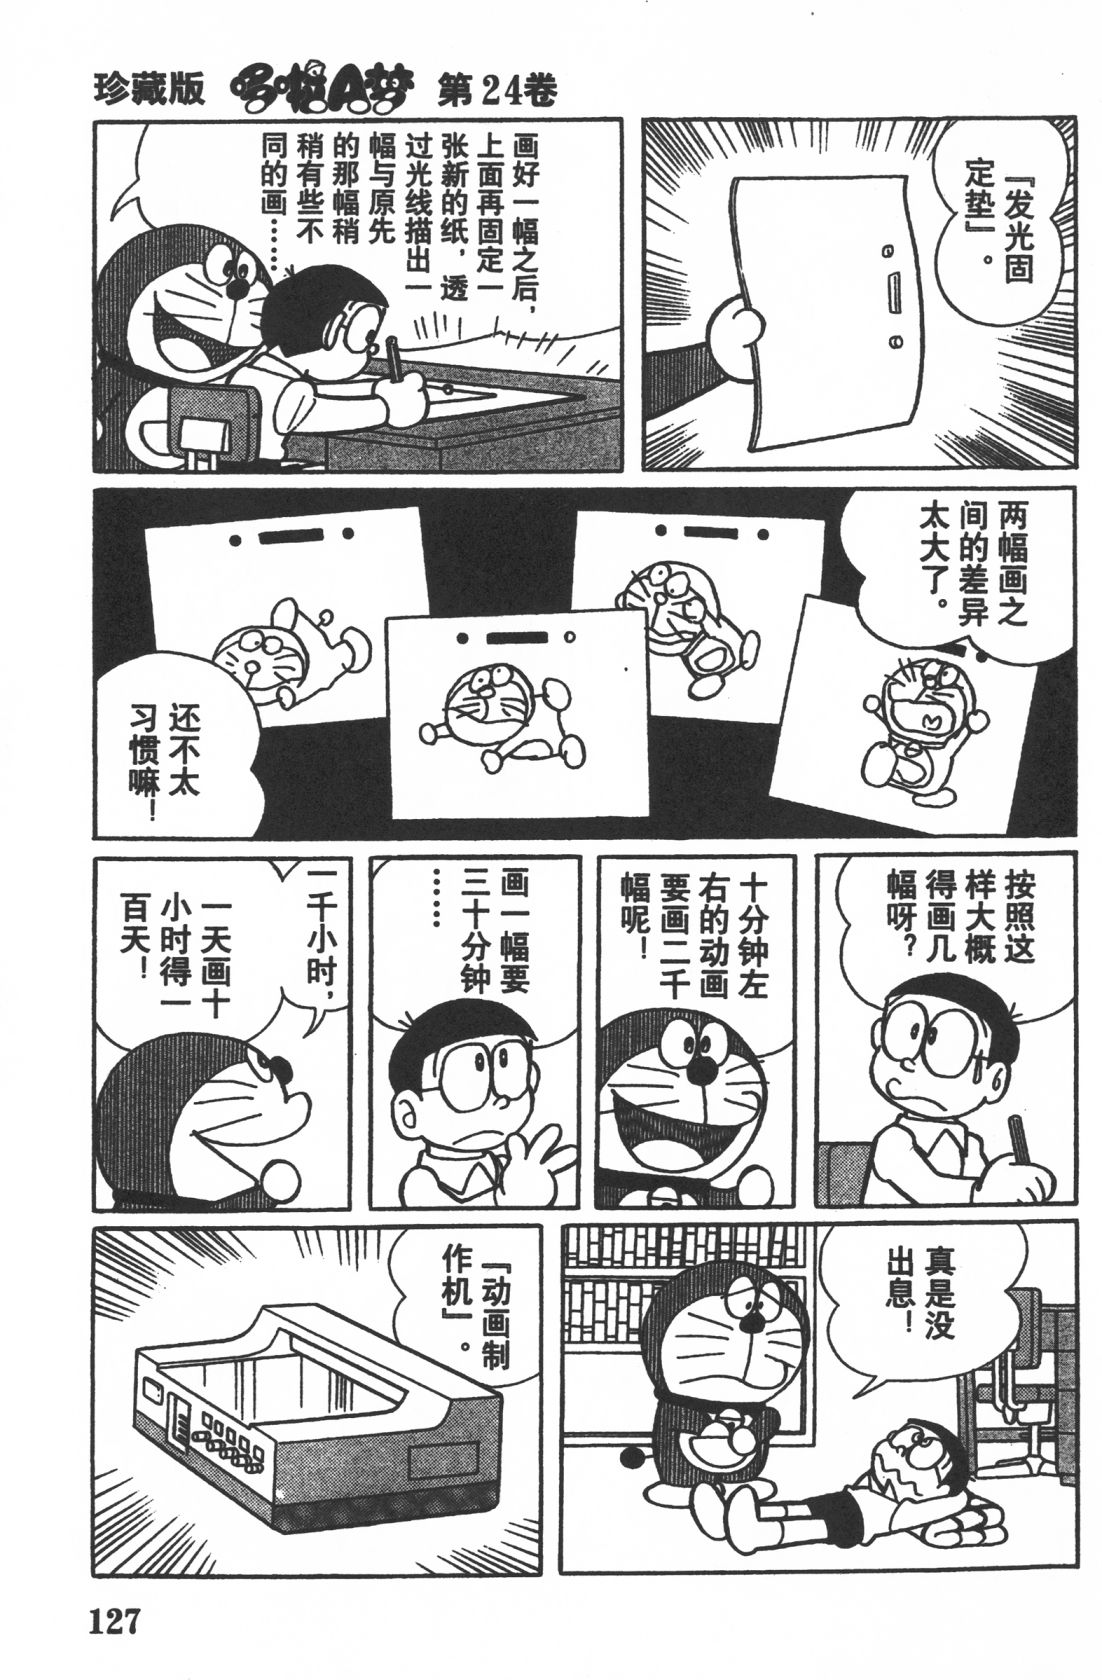 珍藏版 哆啦A梦 第24卷
『发光固
定垫』。
画好一幅之后，
上面再固定一
张新的纸，透
过光线描出一
幅与原先
的那幅稍
稍有些不
同的画……
两幅画之
间的差异
太大了。
还不太
习惯嘛！
按照这
样大概
得画几
幅呀？
十分钟左
右的动画
要画二千
幅呢！
画一幅要
三十分钟
……
一千小时，
一天画十
小时得一
百天！
真是没
出息！
『动画制
作机』。
127